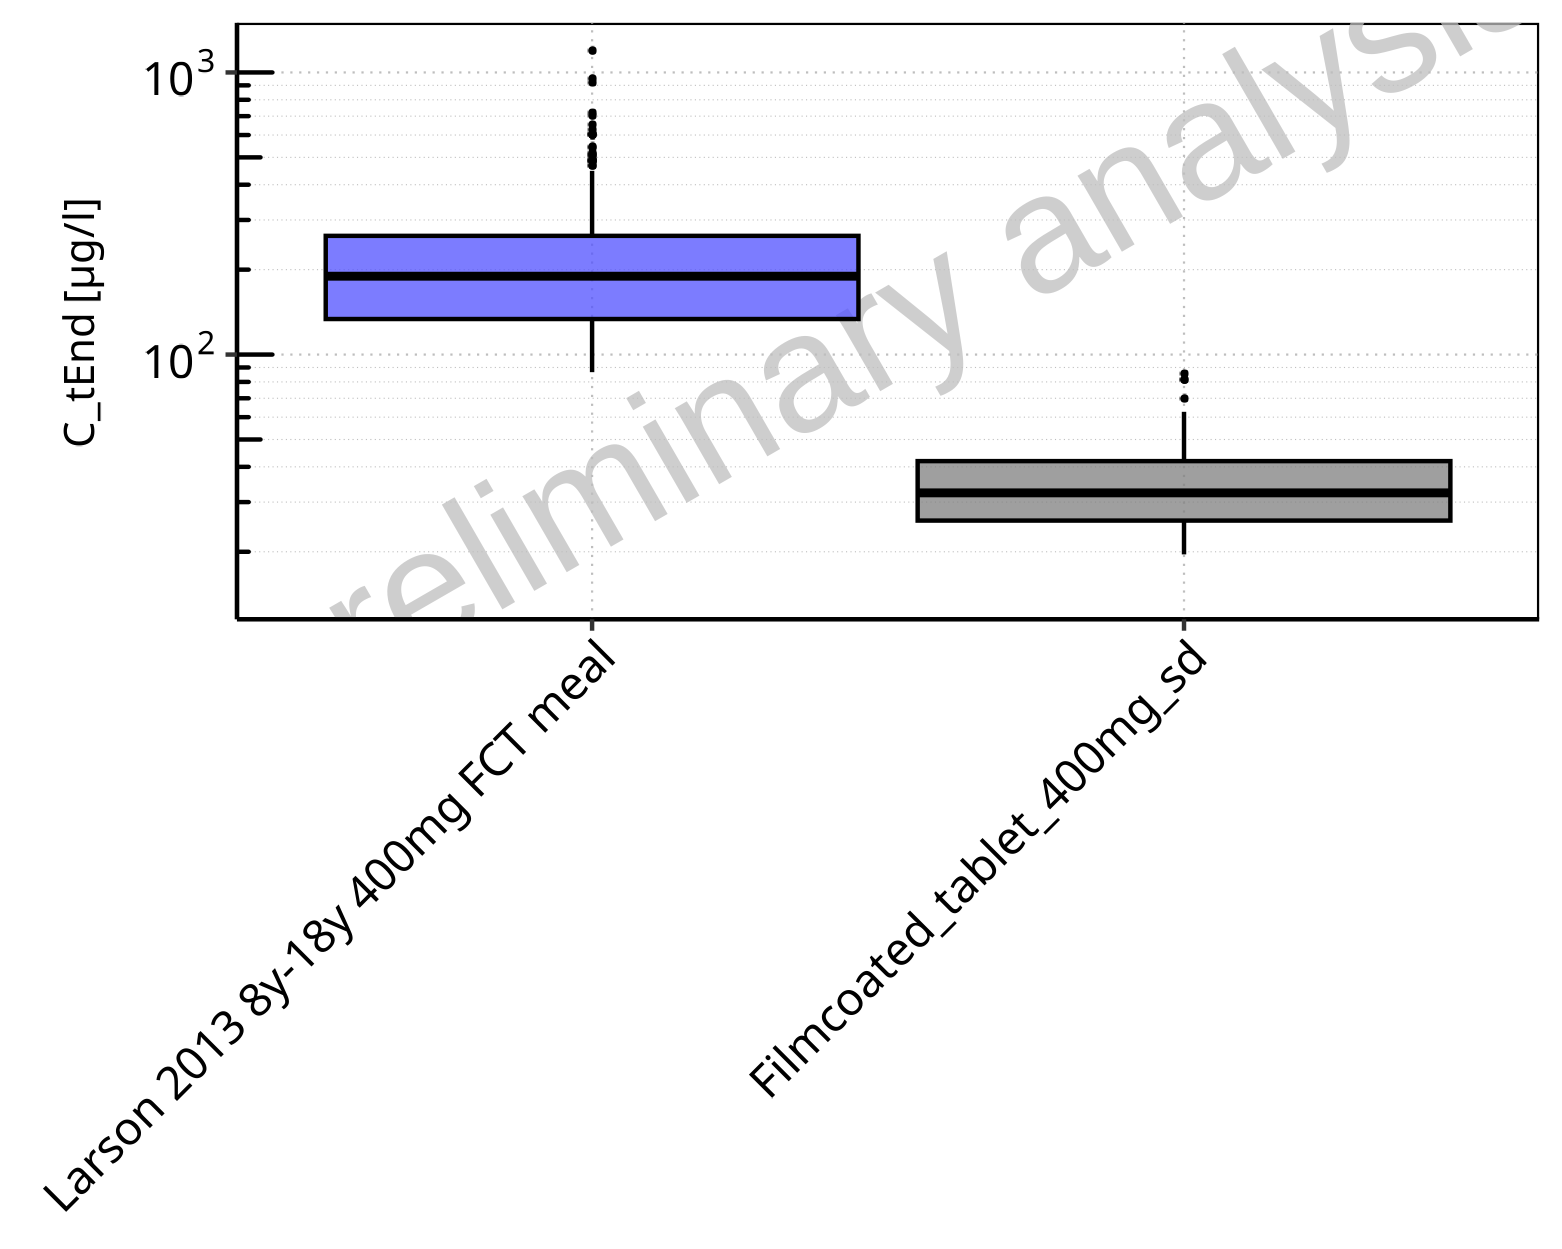 10³
10²
C_tEnd [µg/l]
reliminary analysis
Larson 2013 8y-18y 400mg FCT meal
Filmcoated_tablet_400mg_sd